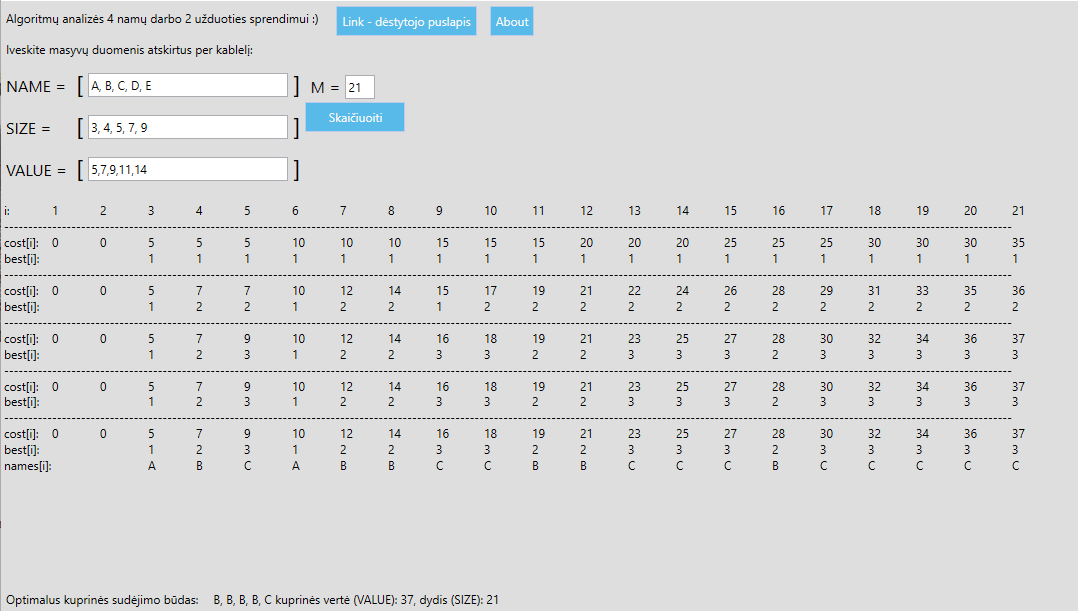 Algoritmų analizės 4 namų darbo 2 užduoties sprendimui :) Link - dėstytojo puslapis About
Iveskite masyvų duomenis atskirtus per kablelį:
NAME = [ A, B, C, D, E ] M = 21
Skaičiuoiti
SIZE = [ 3, 4, 5, 7, 9 ]
VALUE = [ 5,7,9,11,14 ]
i: 1 2 3 4 5 6 7 8 9 10 11 12 13 14 15 16 17 18 19 20 21
cost[i]: 0 0 5 5 5 10 10 10 15 15 15 20 20 20 25 25 25 30 30 30 35
best[i]: 1 1 1 1 1 1 1 1 1 1 1 1 1 1 1 1 1 1 1
cost[i]: 0 0 5 7 7 10 12 14 15 17 19 21 22 24 26 28 29 31 33 35 36
best[i]: 1 2 2 1 2 2 1 2 2 2 2 2 2 2 2 2 2 2 2
cost[i]: 0 0 5 7 9 10 12 14 16 18 19 21 23 25 27 28 30 32 34 36 37
best[i]: 1 2 3 1 2 2 3 3 2 2 3 3 3 2 3 3 3 3 3
cost[i]: 0 0 5 7 9 10 12 14 16 18 19 21 23 25 27 28 30 32 34 36 37
best[i]: 1 2 3 1 2 2 3 3 2 2 3 3 3 2 3 3 3 3 3
cost[i]: 0 0 5 7 9 10 12 14 16 18 19 21 23 25 27 28 30 32 34 36 37
best[i]: 1 2 3 1 2 2 3 3 2 2 3 3 3 2 3 3 3 3 3
names[i]: A B C A B B C C B B C C C B C C C C C
Optimalus kuprinės sudėjimo būdas: B, B, B, B, C kuprinės vertė (VALUE): 37, dydis (SIZE): 21